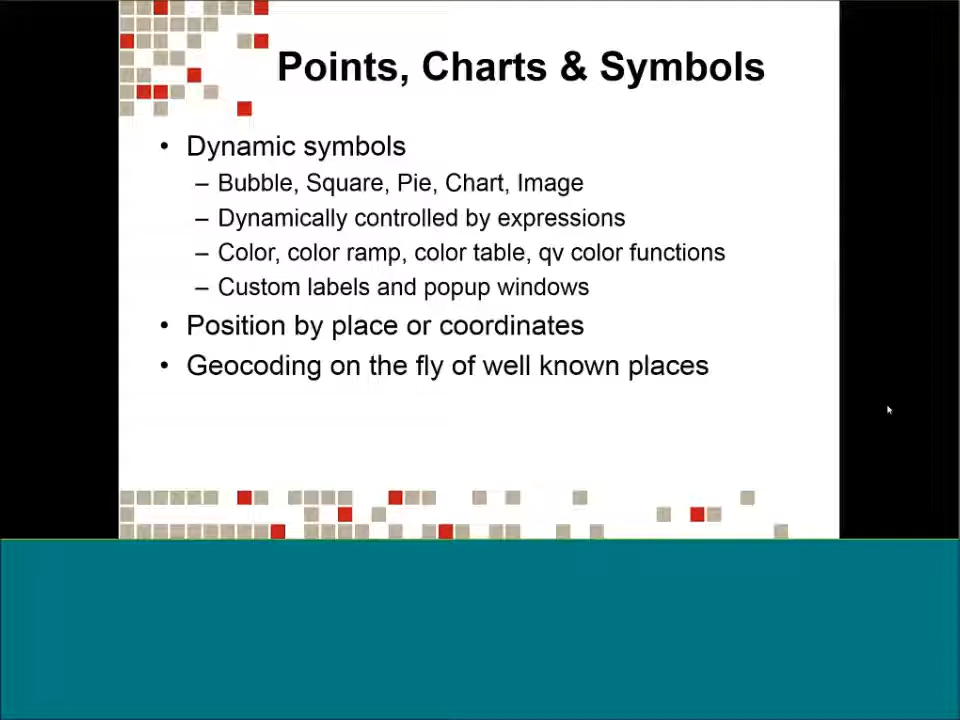 Points, Charts & Symbols
• Dynamic symbols
– Bubble, Square, Pie, Chart, Image
– Dynamically controlled by expressions
– Color, color ramp, color table, qv color functions
– Custom labels and popup windows
• Position by place or coordinates
• Geocoding on the fly of well known places